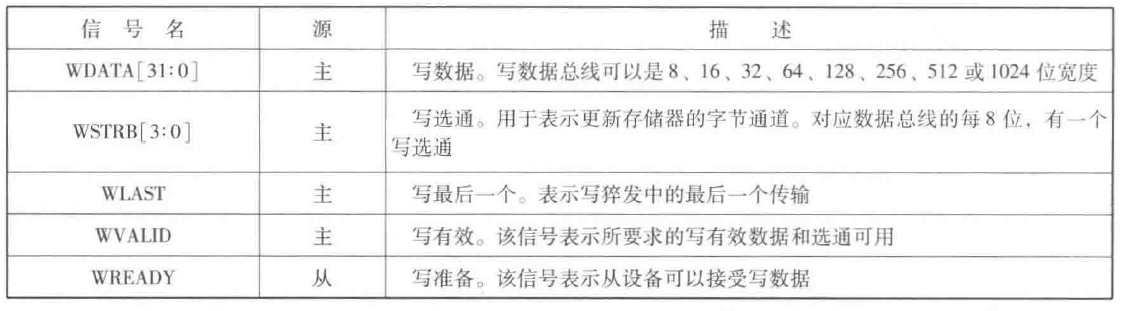 信 号 名 源 描 述
WDATA[31:0] 主 写数据。写数据总线可以是 8、16、32、64、128、256、512 或 1024 位宽度
WSTRB[3:0] 主 写选通。用于表示更新存储器的字节通道。对应数据总线的每 8 位，有一个
写选通
WLAST 主 写最后一个。表示写猝发中的最后一个传输
WVALID 主 写有效。该信号表示所要求的写有效数据和选通可用
WREADY 从 写准备。该信号表示从设备可以接受写数据